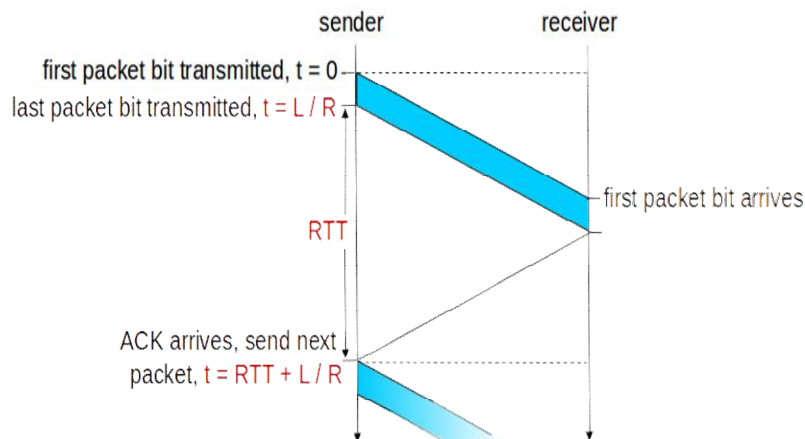 sender
receiver
first packet bit transmitted, t = 0
last packet bit transmitted, t = L / R
first packet bit arrives
RTT
ACK arrives, send next
packet, t = RTT + L / R